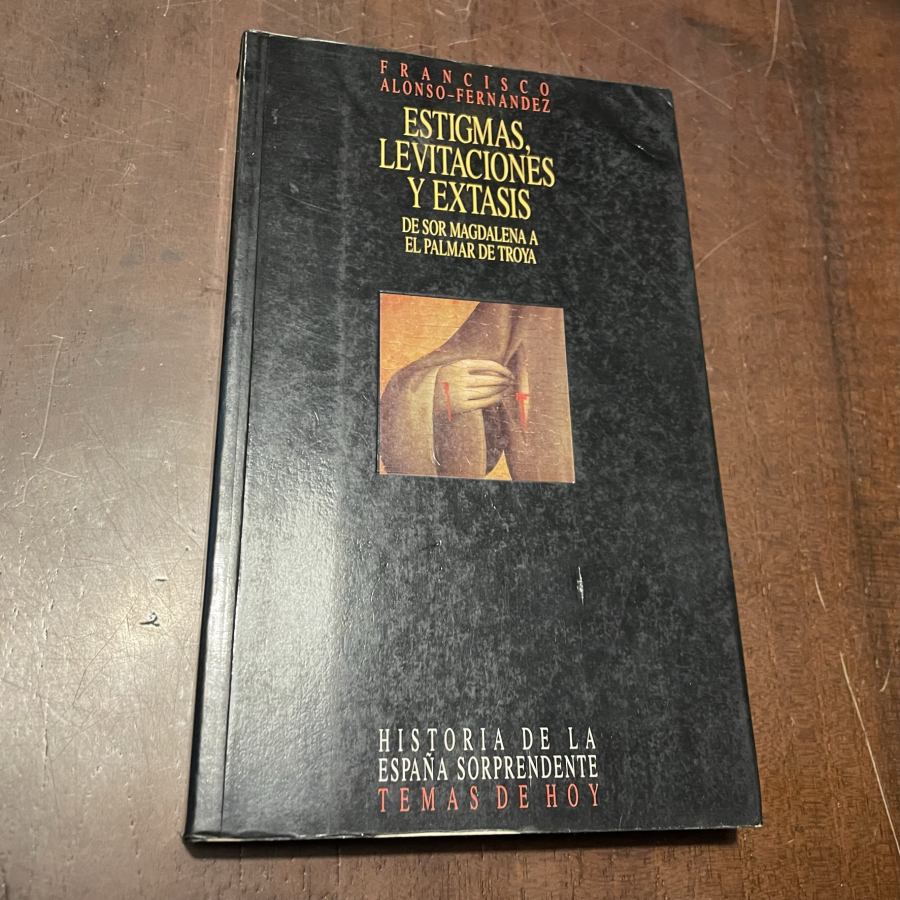 FRANCISCO
ALONSO-FERNANDEZ
ESTIGMAS,
LEVITACIONES
Y EXTASIS
DE SOR MAGDALENA A
EL PALMAR DE TROYA
HISTORIA DE LA
ESPAÑA SORPRENDENTE
TEMAS DE HOY